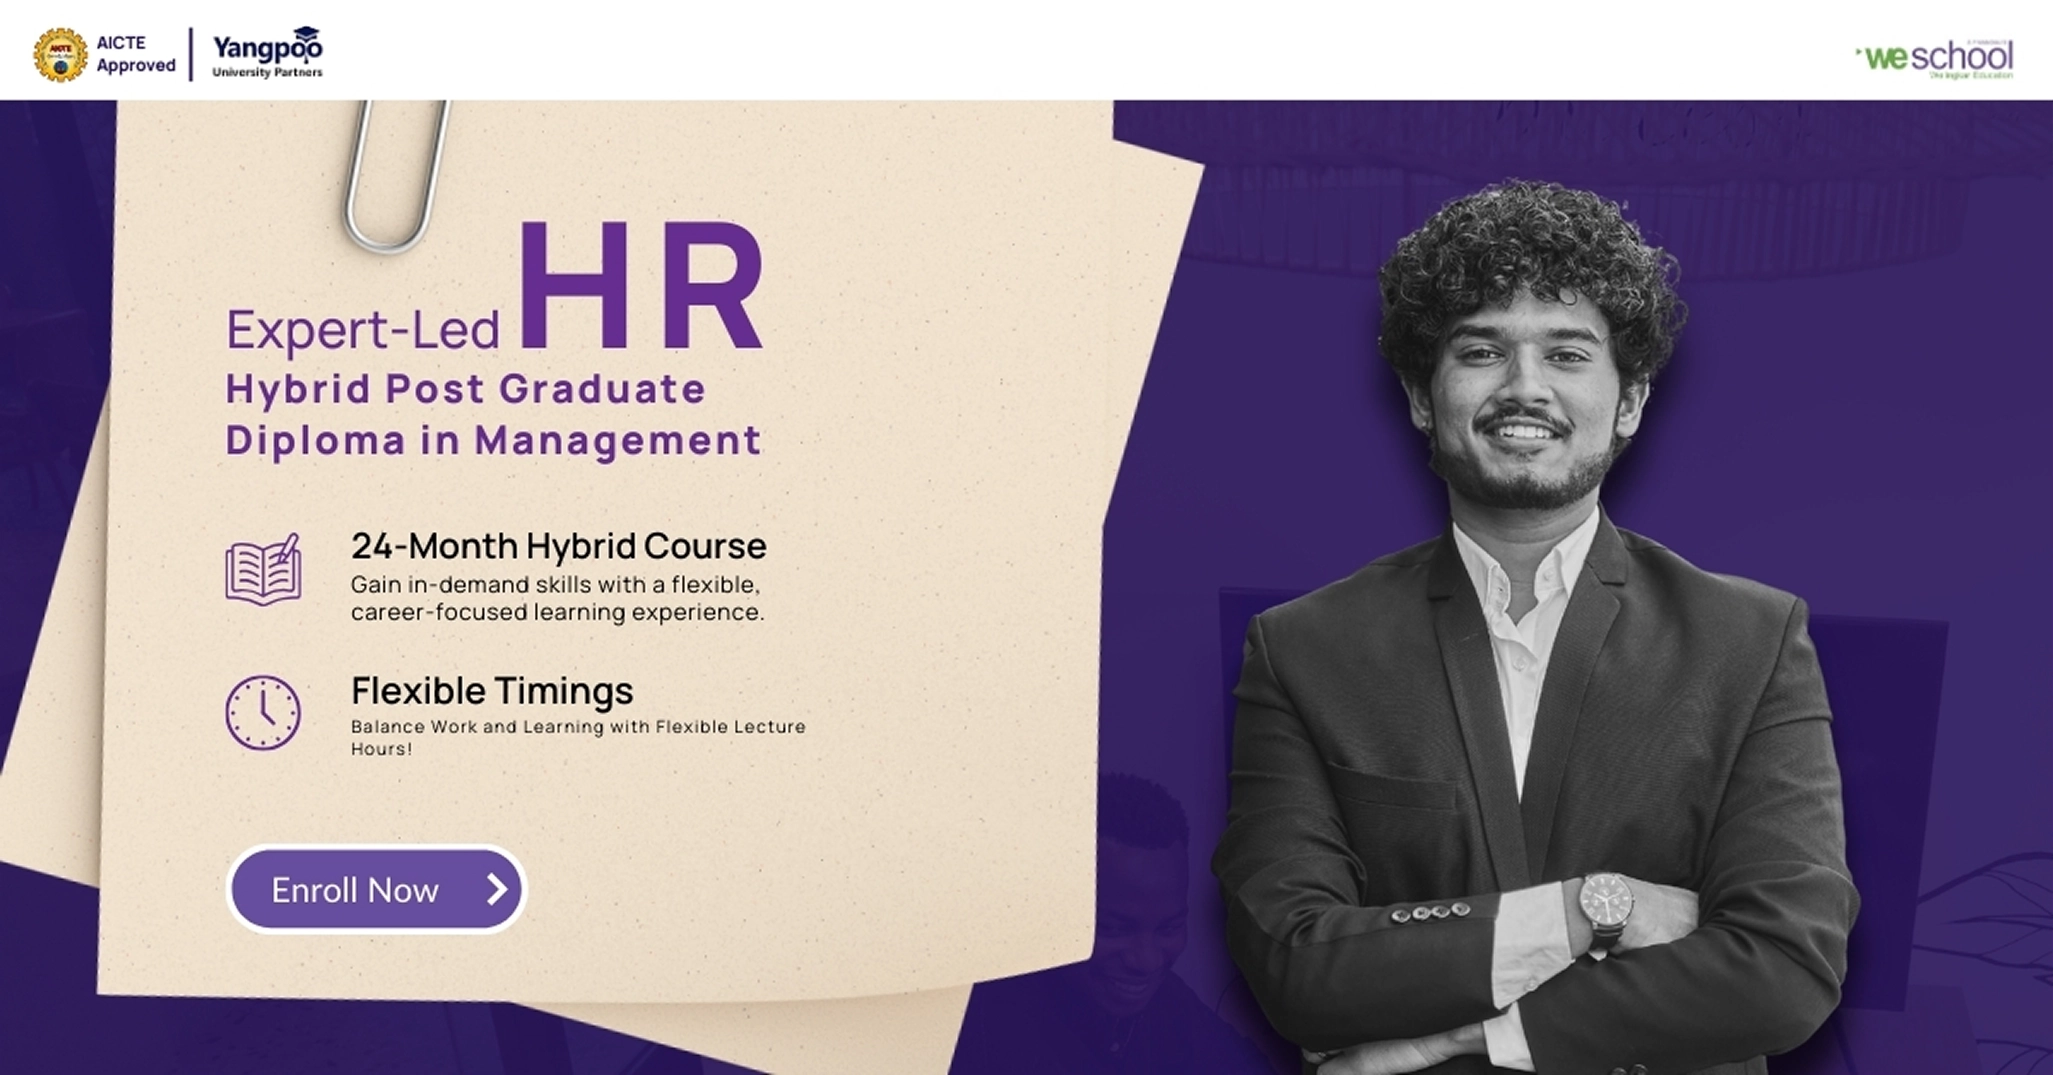 AICTE
Approved
Yangpoo
University Partners
weschool
Expert-Led HR
Hybrid Post Graduate
Diploma in Management
24-Month Hybrid Course
Gain in-demand skills with a flexible,
career-focused learning experience.
Flexible Timings
Balance Work and Learning with Flexible Lecture
Hours!
Enroll Now